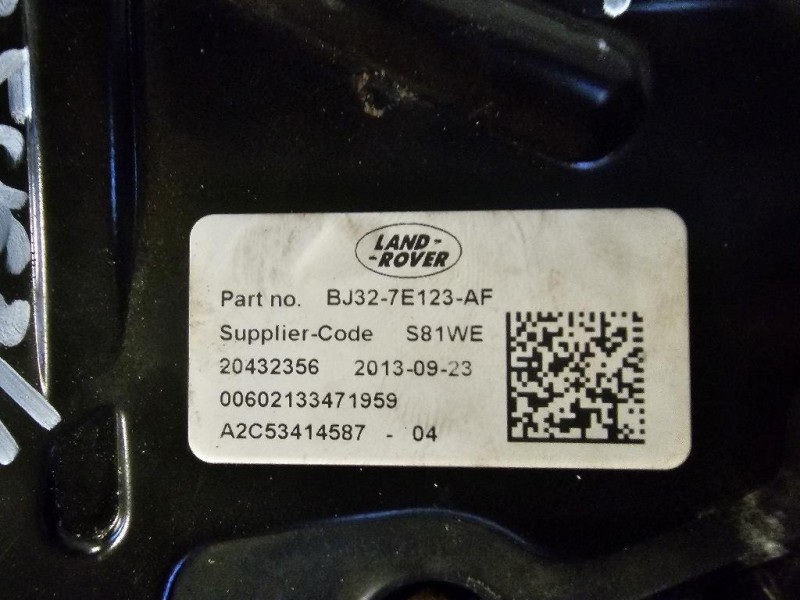 LAND-
-ROVER
Part no. BJ32-7E123-AF
Supplier-Code S81WE
20432356 2013-09-23
00602133471959
A2C53414587 - 04